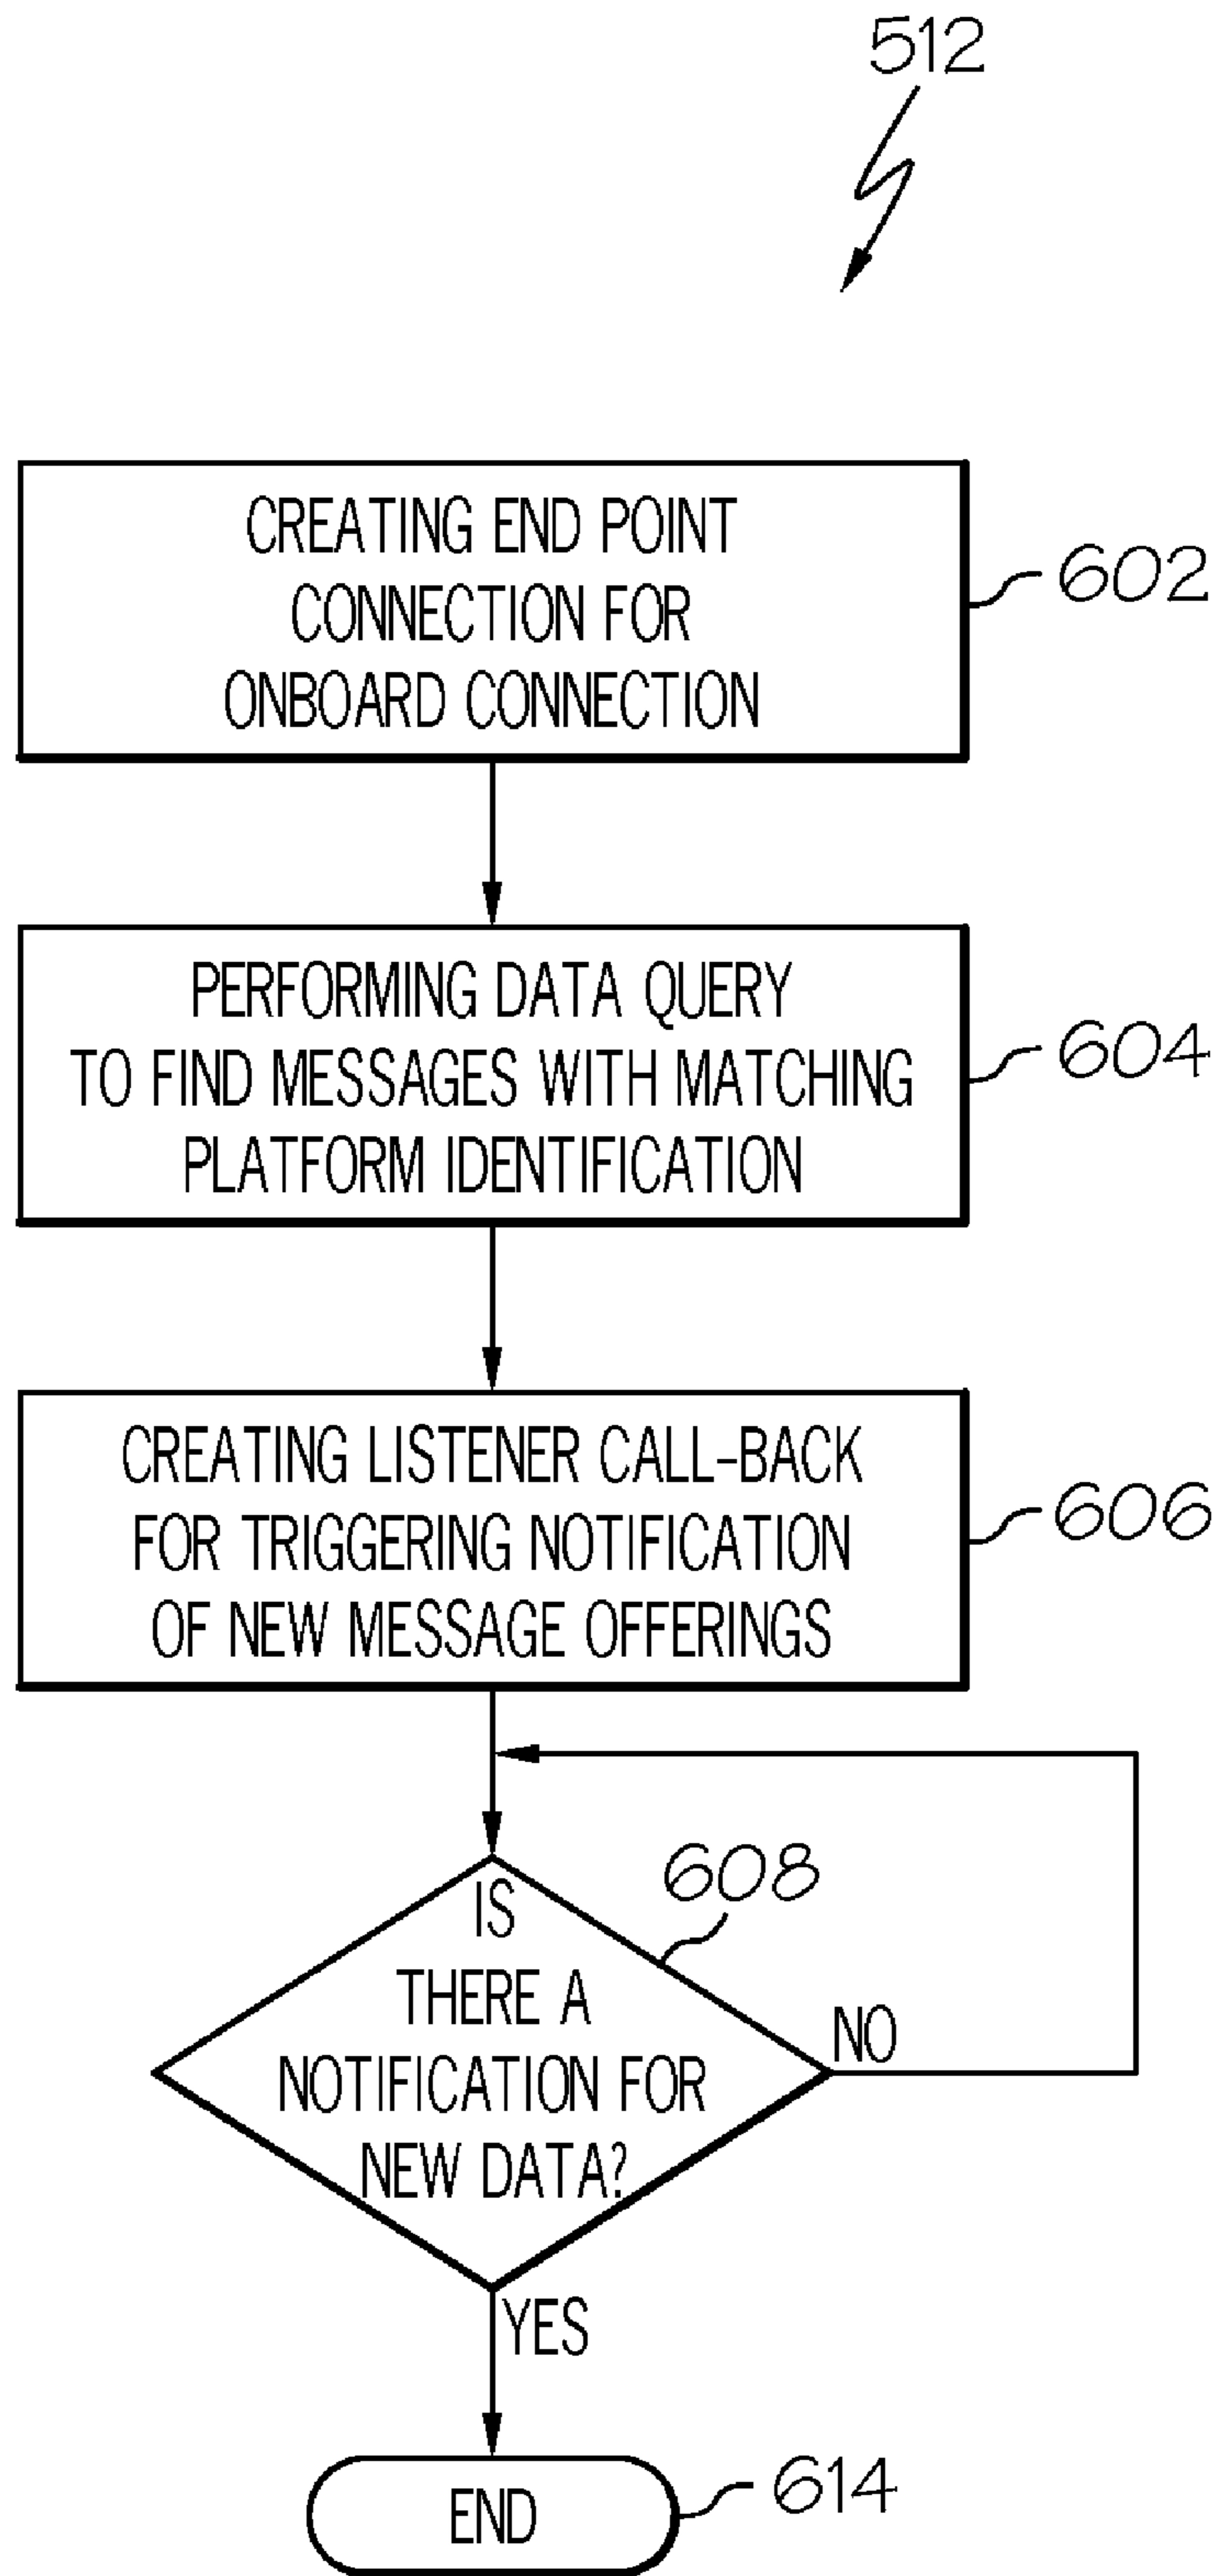 512
CREATING END POINT
CONNECTION FOR
ONBOARD CONNECTION
602
PERFORMING DATA QUERY
TO FIND MESSAGES WITH MATCHING
PLATFORM IDENTIFICATION
604
CREATING LISTENER CALL-BACK
FOR TRIGGERING NOTIFICATION
OF NEW MESSAGE OFFERINGS
606
608
IS
THERE A
NOTIFICATION FOR
NEW DATA?
NO
YES
END
614